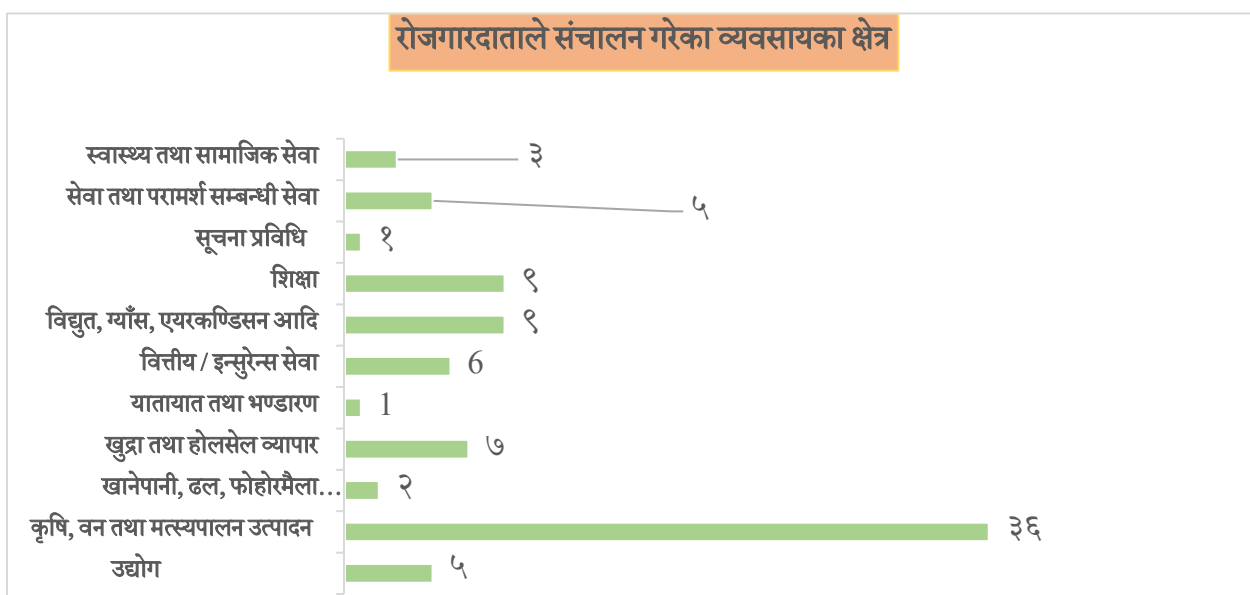 रोजगारदाताले संचालन गरेका व्यवसायका क्षेत्र
स्वास्थ्य तथा सामाजिक सेवा ३
सेवा तथा परामर्श सम्बन्धी सेवा ५
सूचना प्रविधि १
शिक्षा ९
विद्युत, ग्याँस, एयरकण्डिसन आदि ९
वित्तीय / इन्सुरेन्स सेवा 6
यातायात तथा भण्डारण 1
खुद्रा तथा होलसेल व्यापार ७
खानेपानी, ढल, फोहोरमैला... २
कृषि, वन तथा मत्स्यपालन उत्पादन ३६
उद्योग ५